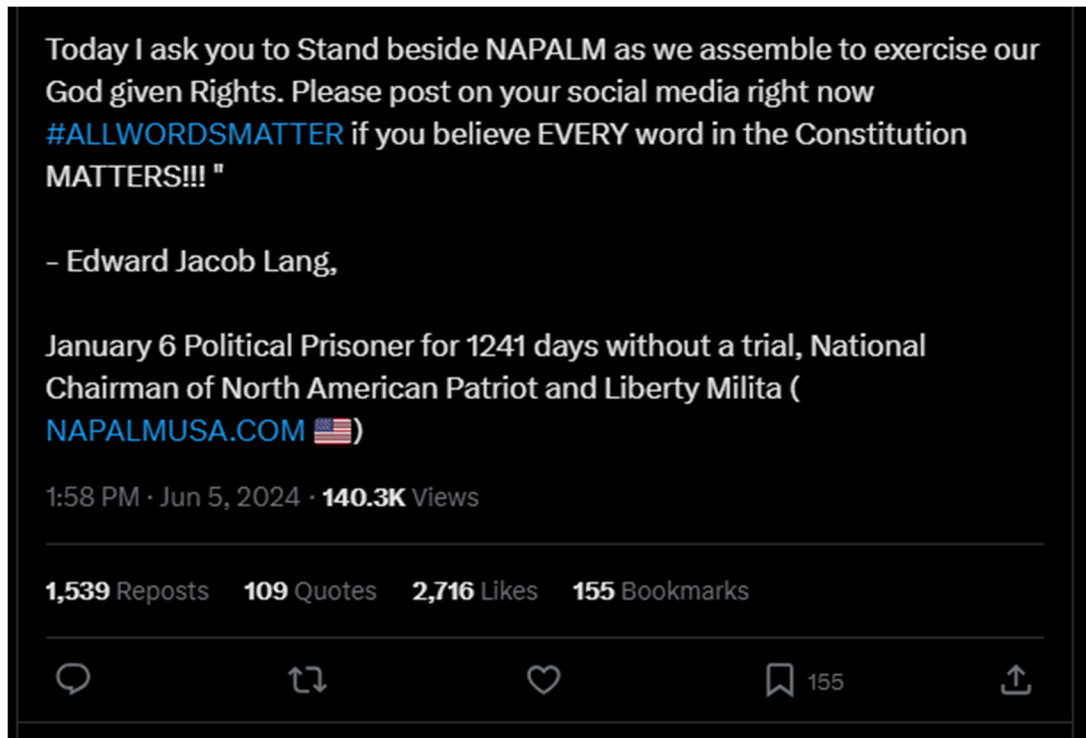 Today I ask you to Stand beside NAPALM as we assemble to exercise our
God given Rights. Please post on your social media right now
#ALLWORDSMATTER if you believe EVERY word in the Constitution
MATTERS!!! "
– Edward Jacob Lang,
January 6 Political Prisoner for 1241 days without a trial, National
Chairman of North American Patriot and Liberty Milita (
NAPALMUSA.COM 🇺🇸)
1:58 PM · Jun 5, 2024 · 140.3K Views
1,539 Reposts 109 Quotes 2,716 Likes 155 Bookmarks
155